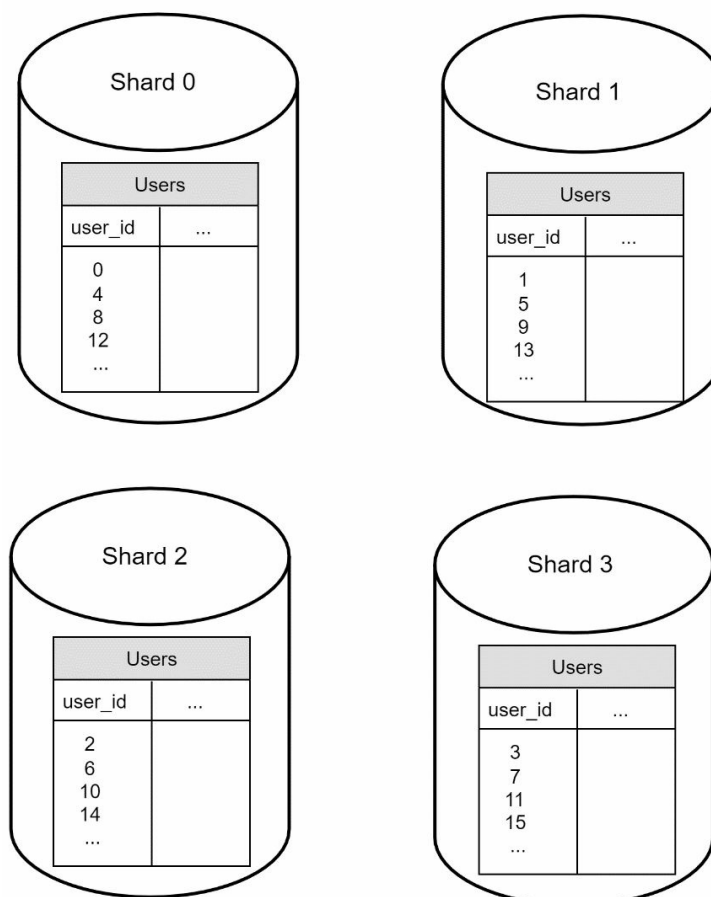 Shard 0
Users
user_id ...
0
4
8
12
...
Shard 1
Users
user_id ...
1
5
9
13
...
Shard 2
Users
user_id ...
2
6
10
14
...
Shard 3
Users
user_id ...
3
7
11
15
...